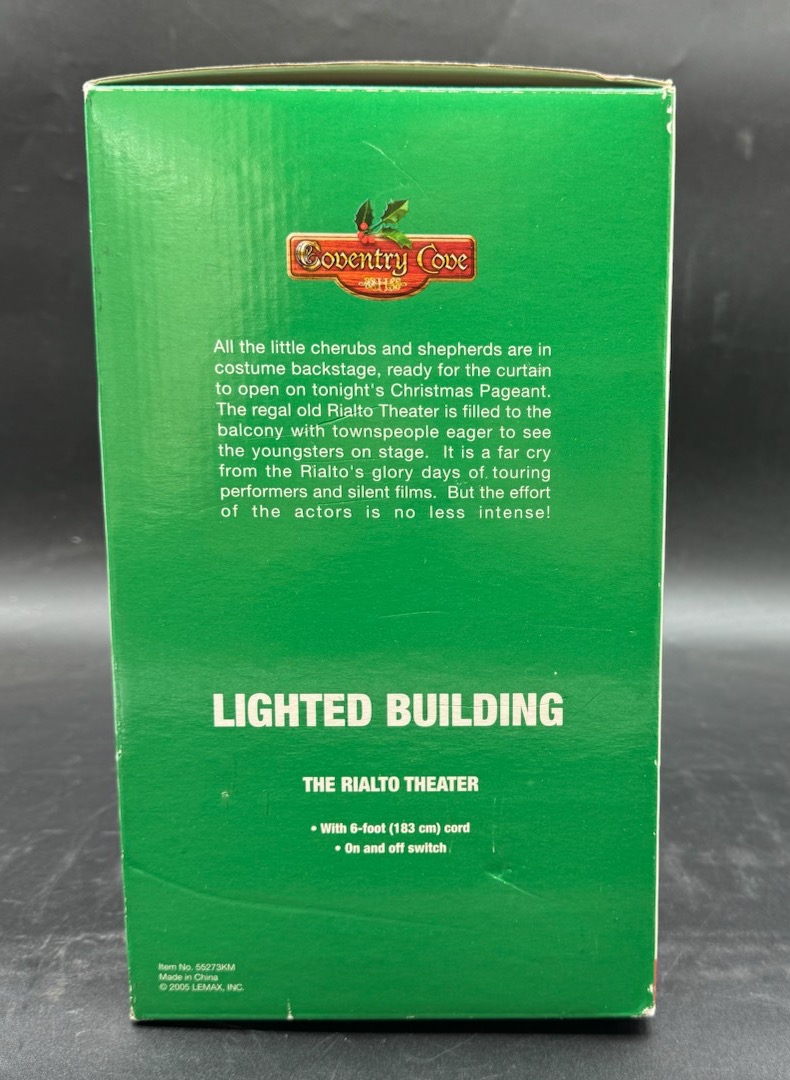 Coventry Cove
H
All the little cherubs and shepherds are in
costume backstage, ready for the curtain
to open on tonight's Christmas Pageant.
The regal old Rialto Theater is filled to the
balcony with townspeople eager to see
the youngsters on stage. It is a far cry
from the Rialto's glory days of touring
performers and silent films. But the effort
of the actors is no less intense!
LIGHTED BUILDING
THE RIALTO THEATER
• With 6-foot (183 cm) cord
• On and off switch
Item No. 55273KM
Made in China
© 2005 LEMAX, INC.